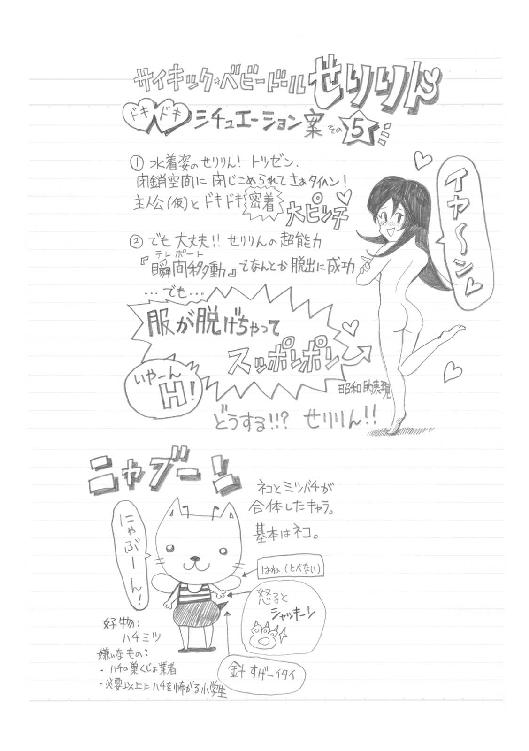 サイキック☆ベビードール せりりん
ドキ ドキ シチュエーション案 その5
① 水着姿のせりりん! トツゼン、
閉鎖空間に閉じこめられてさあタイヘン!
主人公(仮)とドキドキ密着 大ピンチ
② でも大丈夫!! せりりんの超能力
テレポート
『瞬間移動』でなんとか脱出に成功
…でも…
服が脱げちゃって
スッポンポン
いやーん
H!
昭和的表現
どうする!!? せりりん!!
イヤ〜ン
ニャブー!
ネコとミツバチが
合体したキャラ。
基本はネコ。
にゃぶーん!
はね (とべない)
怒ると
シャッキーン
針 すげーイタイ
好物:
ハチミツ
嫌いなもの:
・ハチの巣くじょ業者
・必要以上にハチを怖がる小学生